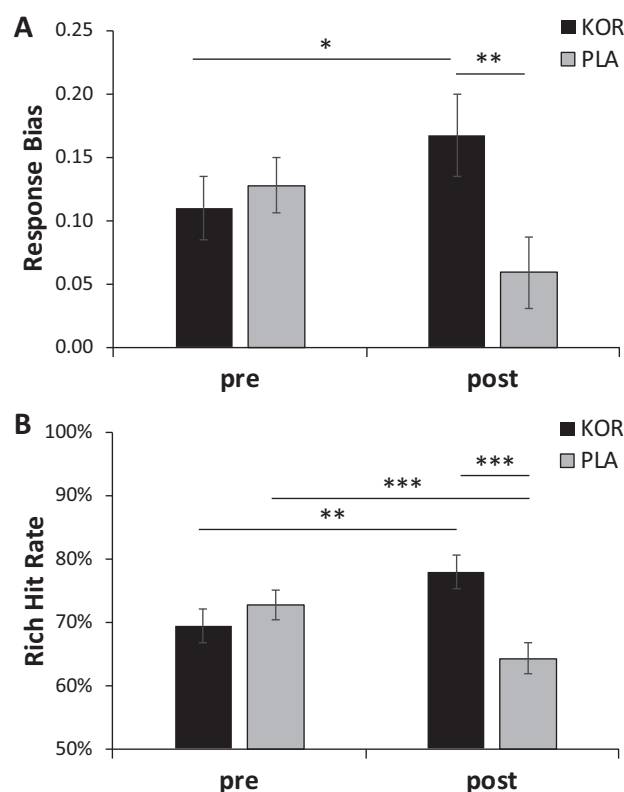 A
KOR
PLA
Response Bias
0.25
0.20
0.15
0.10
0.05
0.00
*
**
pre
post
B
KOR
PLA
Rich Hit Rate
100%
90%
80%
70%
60%
50%
***
***
**
pre
post